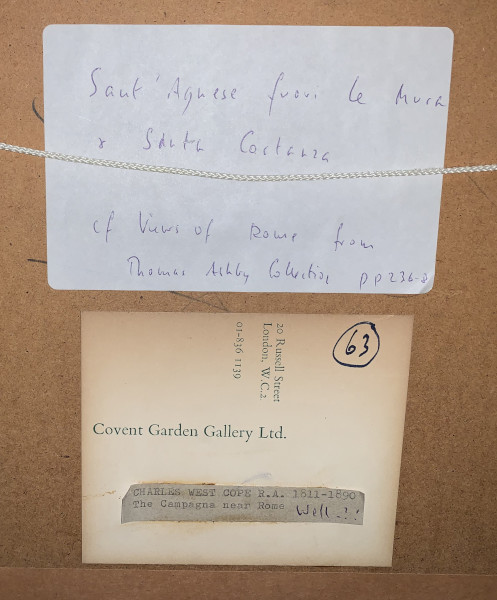 Sant'Agnese fuori le Mura
& Santa Costanza
cf Views of Rome from
Thomas Ashby Collection pp236-8
63
20 Russell Street
London, W.C.2.
01-836 1139
Covent Garden Gallery Ltd.
CHARLES WEST COPE R.A. 1811-1890
The Campagna near Rome Well !!